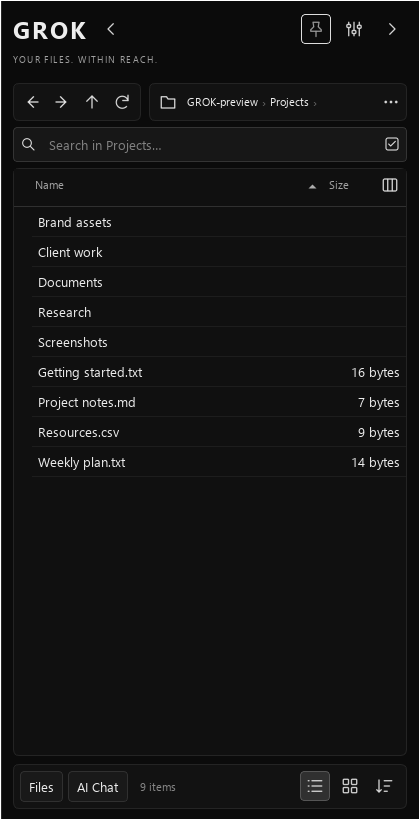 GROK
YOUR FILES. WITHIN REACH.
GROK-preview › Projects ›
Search in Projects...
Name Size
Brand assets
Client work
Documents
Research
Screenshots
Getting started.txt 16 bytes
Project notes.md 7 bytes
Resources.csv 9 bytes
Weekly plan.txt 14 bytes
Files AI Chat 9 items